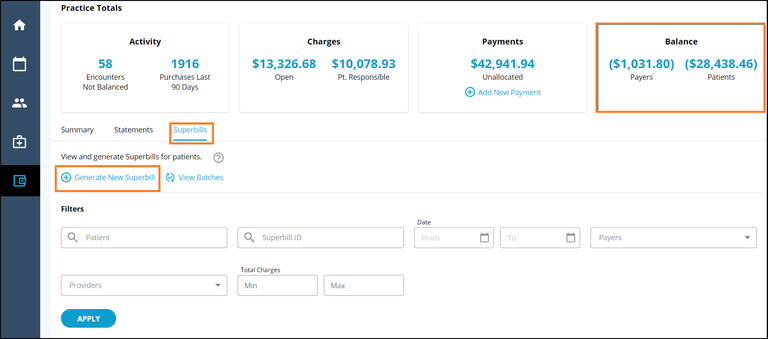 Practice Totals
Activity
58
Encounters
Not Balanced
1916
Purchases Last
90 Days
Charges
$13,326.68
Open
$10,078.93
Pt. Responsible
Payments
$42,941.94
Unallocated
Add New Payment
Balance
($1,031.80)
Payers
($28,438.46)
Patients
Summary
Statements
Superbills
View and generate Superbills for patients.
?
Generate New Superbill
View Batches
Filters
Patient
Superbill ID
Date
From
To
Payers
Providers
Total Charges
Min
Max
APPLY